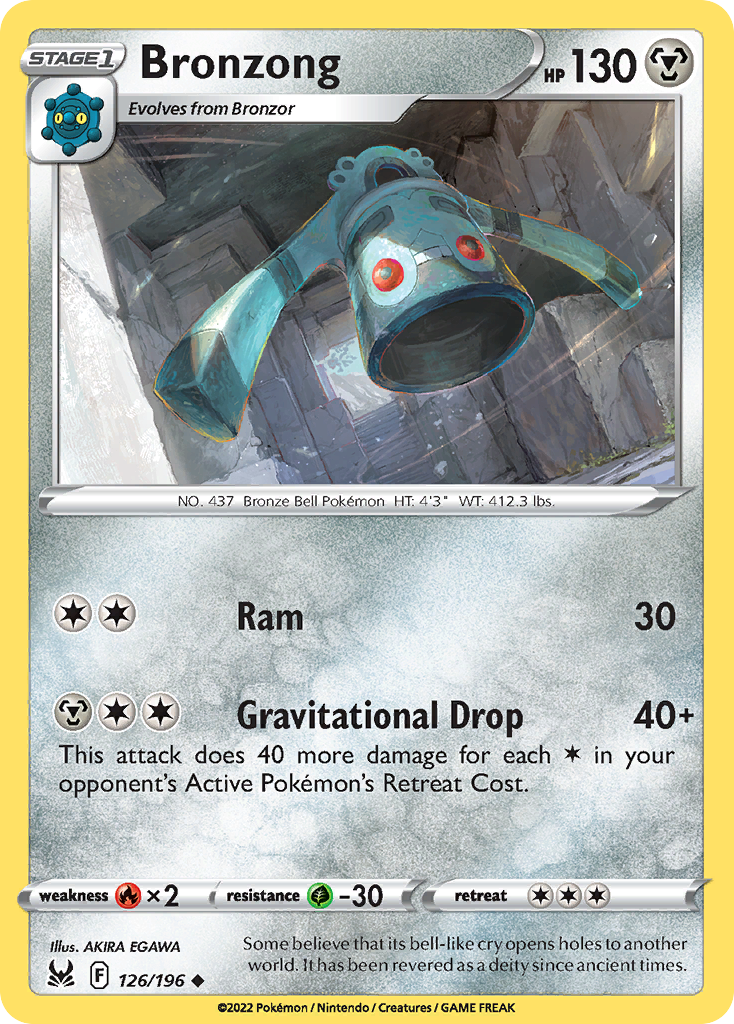 STAGE1
Bronzong
HP 130
Evolves from Bronzor
NO. 437 Bronze Bell Pokémon HT: 4'3" WT: 412.3 lbs.
Ram 30
Gravitational Drop 40+
This attack does 40 more damage for each in your
opponent's Active Pokémon's Retreat Cost.
weakness ×2 resistance -30 retreat
Illus. AKIRA EGAWA
Some believe that its bell-like cry opens holes to another
world. It has been revered as a deity since ancient times.
F 126/196
©2022 Pokémon / Nintendo / Creatures / GAME FREAK